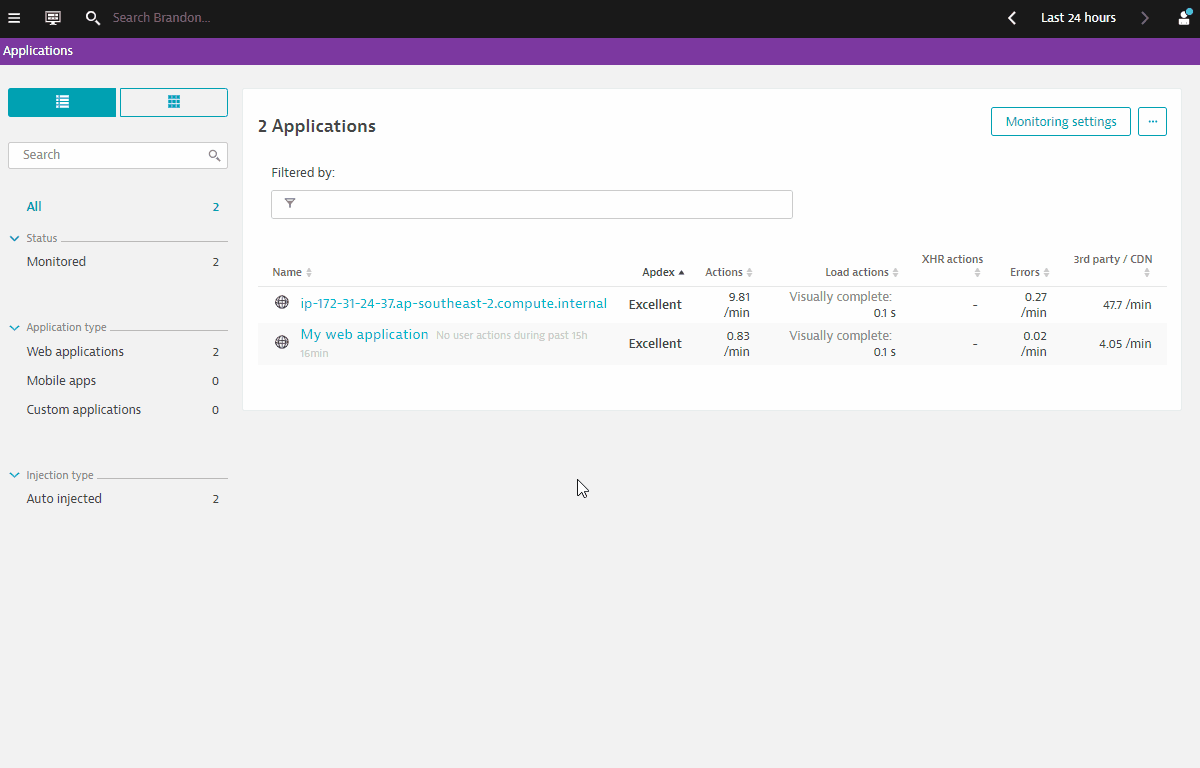 Search Brandon...
Last 24 hours
Applications
Search
All 2
Status
Monitored 2
Application type
Web applications 2
Mobile apps 0
Custom applications 0
Injection type
Auto injected 2
2 Applications
Monitoring settings
...
Filtered by:
Name Apdex Actions Load actions XHR actions Errors 3rd party / CDN
ip-172-31-24-37.ap-southeast-2.compute.internal Excellent 9.81 /min Visually complete: 0.1 s - 0.27 /min 47.7 /min
My web application No user actions during past 15h 16min Excellent 0.83 /min Visually complete: 0.1 s - 0.02 /min 4.05 /min